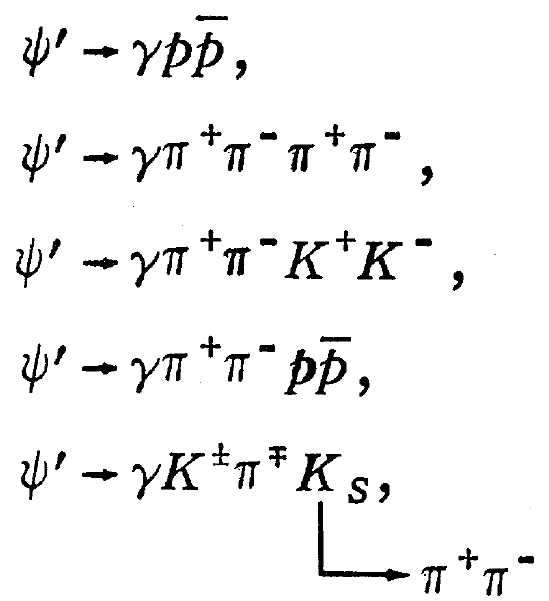 ψ′ → γpp̅,
ψ′ → γπ⁺π⁻π⁺π⁻,
ψ′ → γπ⁺π⁻K⁺K⁻,
ψ′ → γπ⁺π⁻pp̅,
ψ′ → γK^±π^∓K_S,
π⁺π⁻